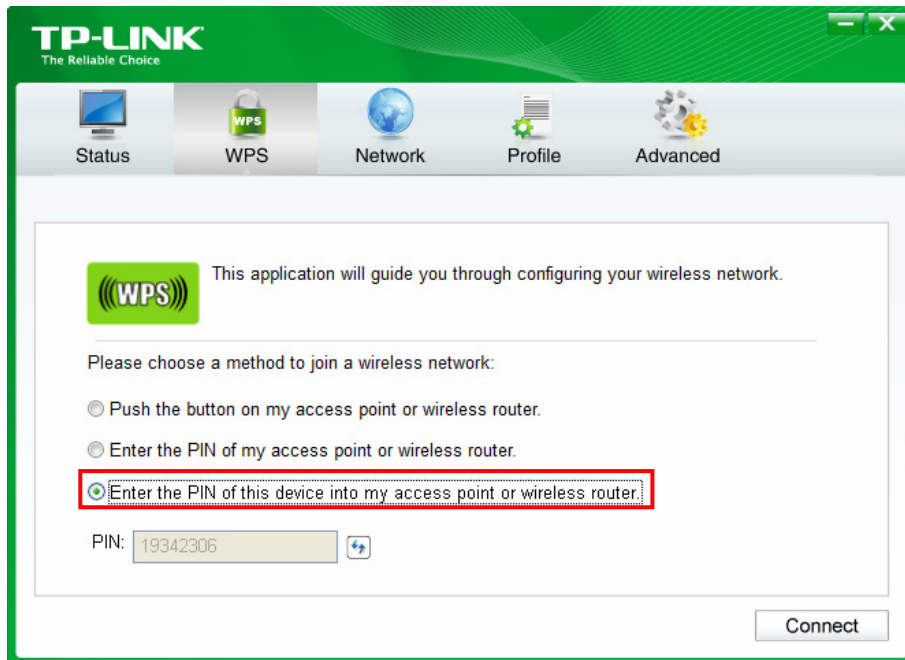 TP-LINK
The Reliable Choice
WPS
Status
WPS
Network
Profile
Advanced
(((WPS)))
This application will guide you through configuring your wireless network.
Please choose a method to join a wireless network:
Push the button on my access point or wireless router.
Enter the PIN of my access point or wireless router.
Enter the PIN of this device into my access point or wireless router.
PIN: 19342306
Connect